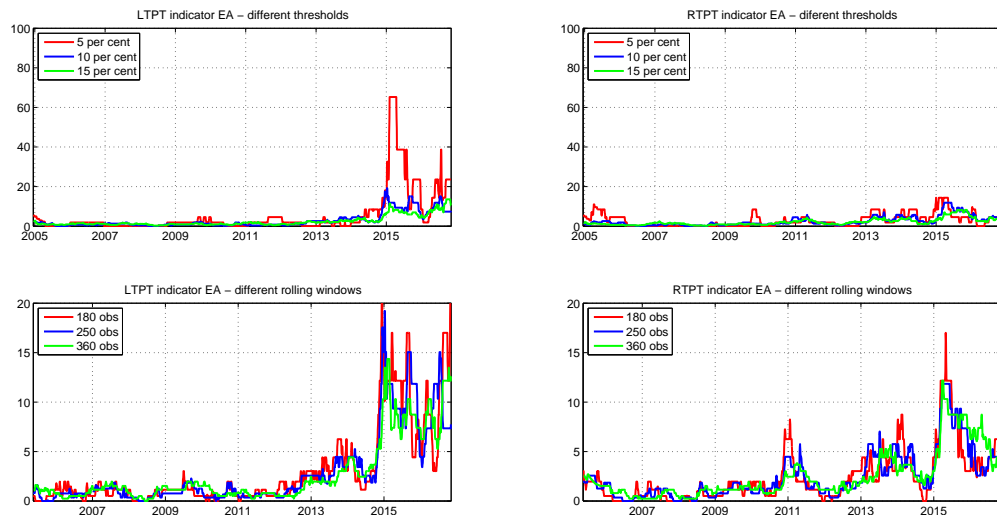 LTPT indicator EA − different thresholds
100
80
60
40
20
0
5 per cent
10 per cent
15 per cent
2005 2007 2009 2011 2013 2015
RTPT indicator EA − different thresholds
100
80
60
40
20
0
5 per cent
10 per cent
15 per cent
2005 2007 2009 2011 2013 2015
LTPT indicator EA − different rolling windows
20
15
10
5
0
180 obs
250 obs
360 obs
2007 2009 2011 2013 2015
RTPT indicator EA − different rolling windows
20
15
10
5
0
180 obs
250 obs
360 obs
2007 2009 2011 2013 2015